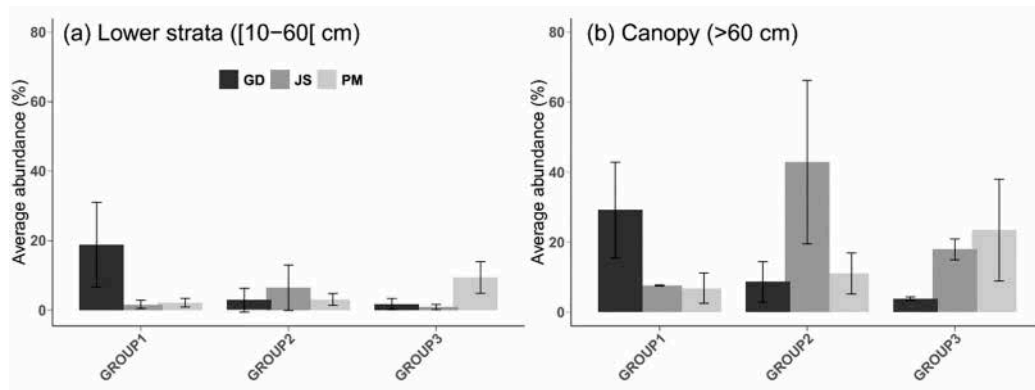 (a) Lower strata ([10−60[ cm)
GD JS PM
Average abundance (%)
80
60
40
20
0
GROUP1
GROUP2
GROUP3
(b) Canopy (>60 cm)
Average abundance (%)
80
60
40
20
0
GROUP1
GROUP2
GROUP3